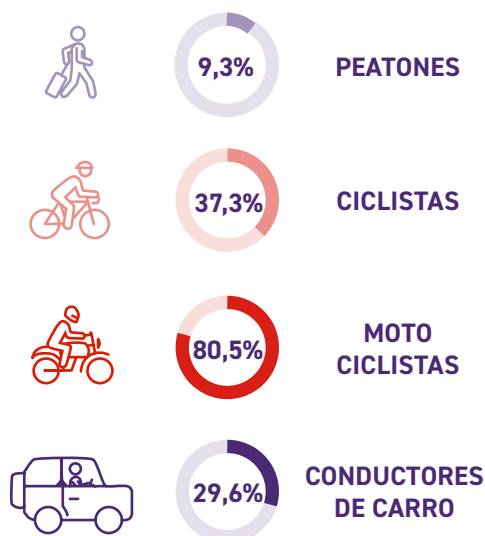 9,3%
PEATONES
37,3%
CICLISTAS
80,5%
MOTO
CICLISTAS
29,6%
CONDUCTORES
DE CARRO